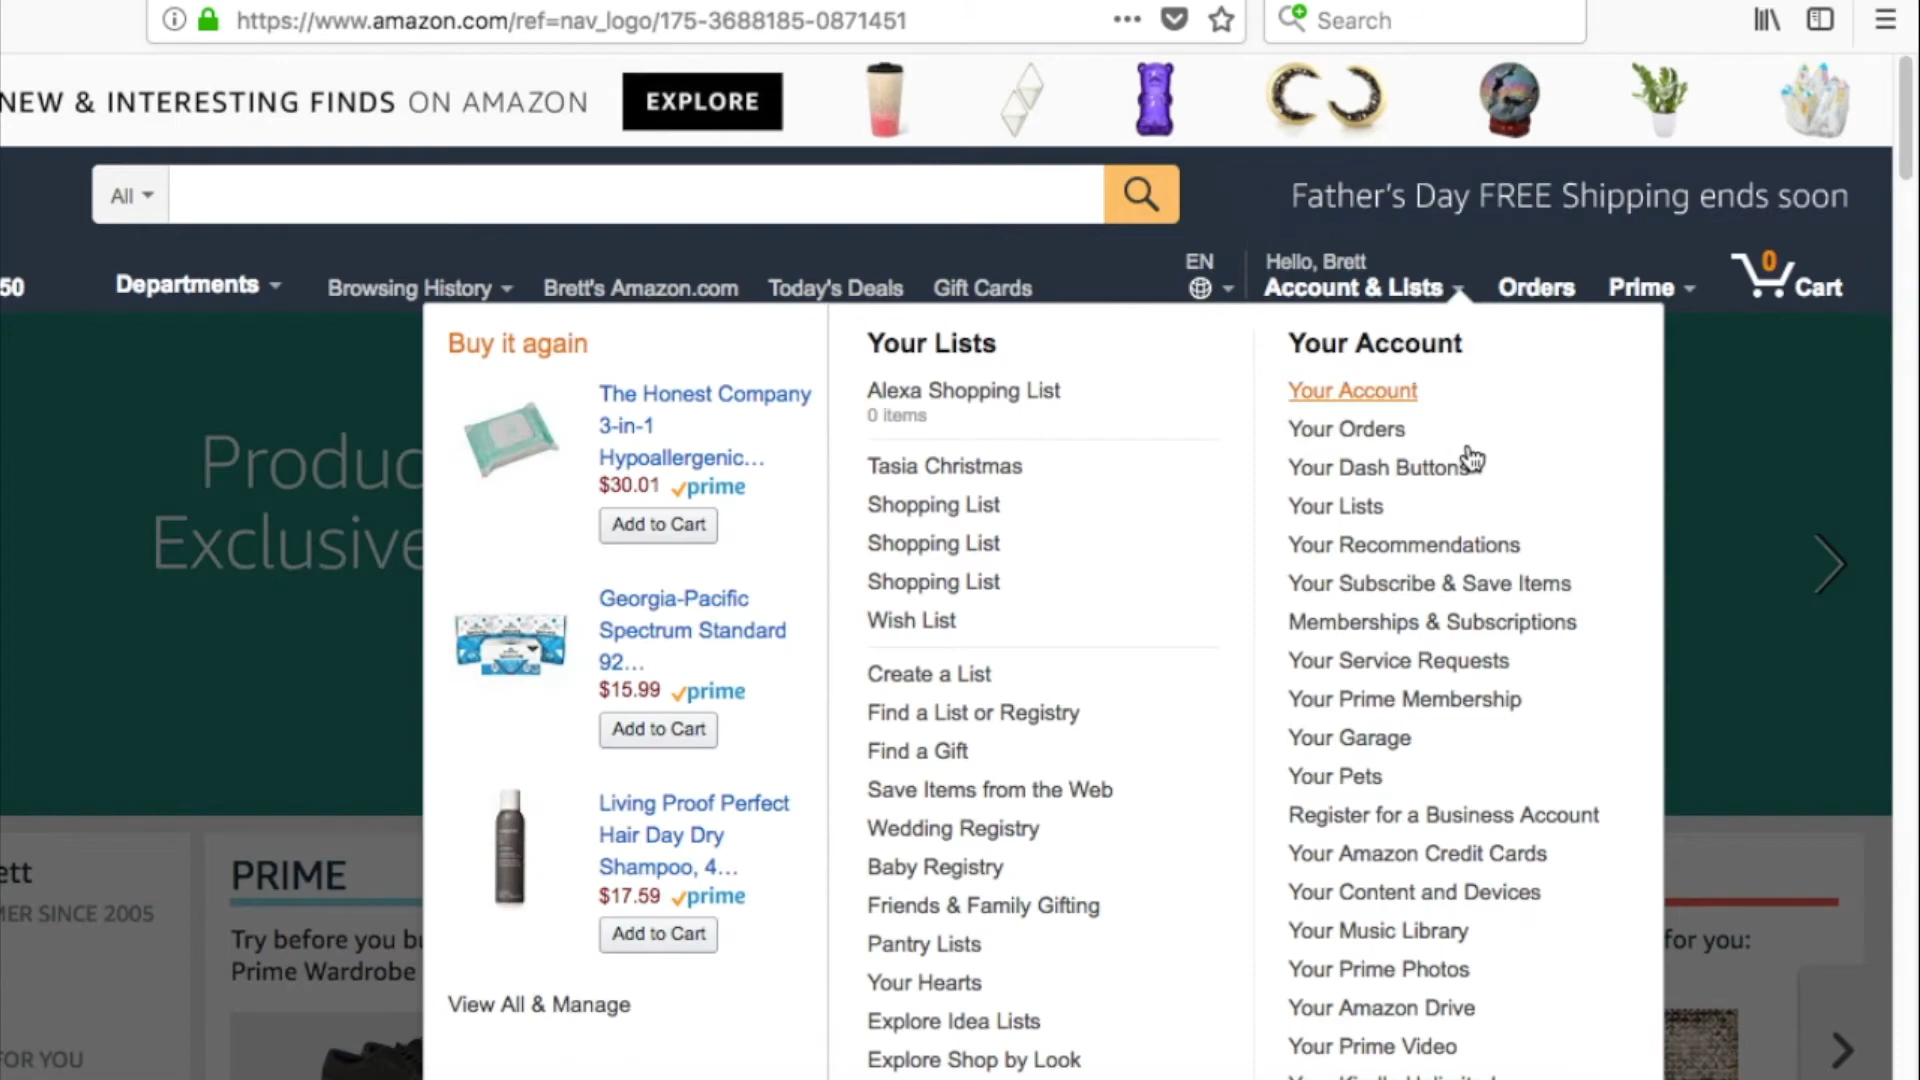 https://www.amazon.com/ref=nav_logo/175-3688185-0871451
Search
NEW & INTERESTING FINDS ON AMAZON
EXPLORE
All
Father's Day FREE Shipping ends soon
50
Departments
Browsing History
Brett's Amazon.com
Today's Deals
Gift Cards
EN
Hello, Brett
Account & Lists
Orders
Prime
0
Cart
Produc
Exclusive
Buy it again
The Honest Company
3-in-1
Hypoallergenic...
$30.01 prime
Add to Cart
Georgia-Pacific
Spectrum Standard
92...
$15.99 prime
Add to Cart
Living Proof Perfect
Hair Day Dry
Shampoo, 4...
$17.59 prime
Add to Cart
View All & Manage
Your Lists
Alexa Shopping List
0 items
Tasia Christmas
Shopping List
Shopping List
Shopping List
Wish List
Create a List
Find a List or Registry
Find a Gift
Save Items from the Web
Wedding Registry
Baby Registry
Friends & Family Gifting
Pantry Lists
Your Hearts
Explore Idea Lists
Explore Shop by Look
Your Account
Your Account
Your Orders
Your Dash Buttons
Your Lists
Your Recommendations
Your Subscribe & Save Items
Memberships & Subscriptions
Your Service Requests
Your Prime Membership
Your Garage
Your Pets
Register for a Business Account
Your Amazon Credit Cards
Your Content and Devices
Your Music Library
Your Prime Photos
Your Amazon Drive
Your Prime Video
ett
MER SINCE 2005
FOR YOU
PRIME
Try before you bu
Prime Wardrobe
for you: